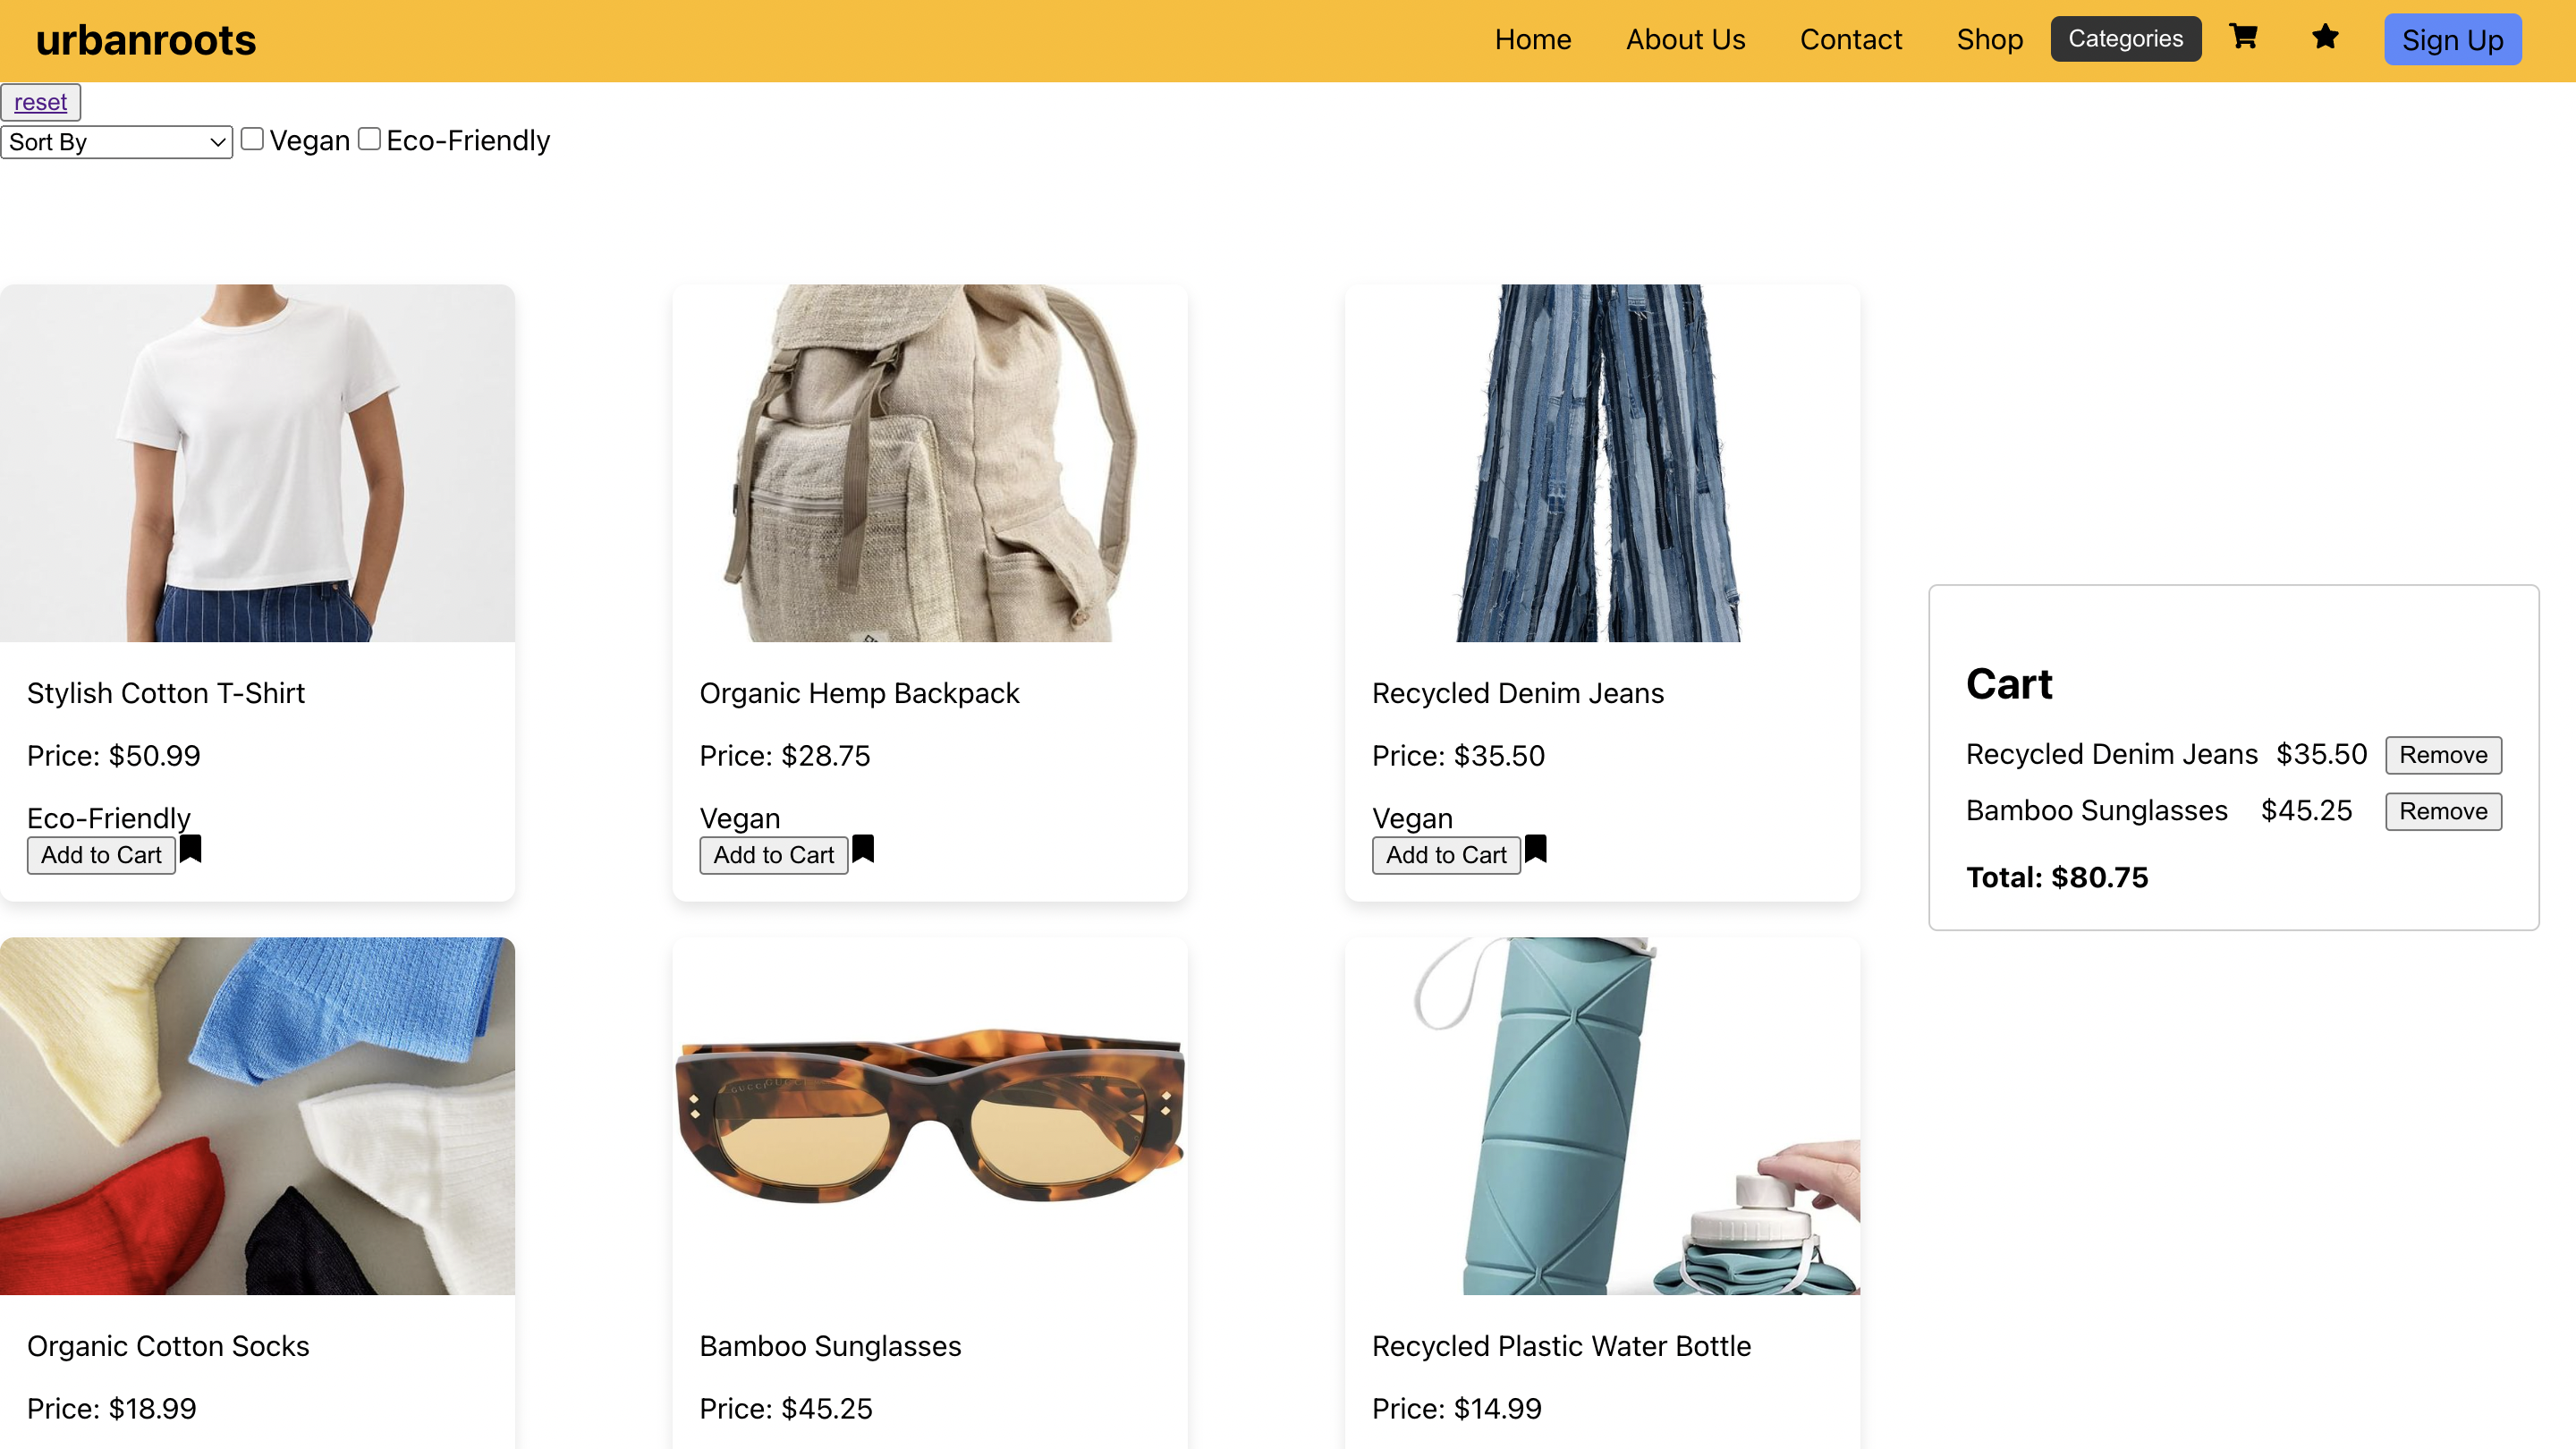 urbanroots
Home About Us Contact Shop Categories Sign Up
reset
Sort By Vegan Eco-Friendly
Stylish Cotton T-Shirt
Price: $50.99
Eco-Friendly
Add to Cart
Organic Hemp Backpack
Price: $28.75
Vegan
Add to Cart
Recycled Denim Jeans
Price: $35.50
Vegan
Add to Cart
Cart
Recycled Denim Jeans $35.50 Remove
Bamboo Sunglasses $45.25 Remove
Total: $80.75
Organic Cotton Socks
Price: $18.99
GUCCI
Bamboo Sunglasses
Price: $45.25
Recycled Plastic Water Bottle
Price: $14.99